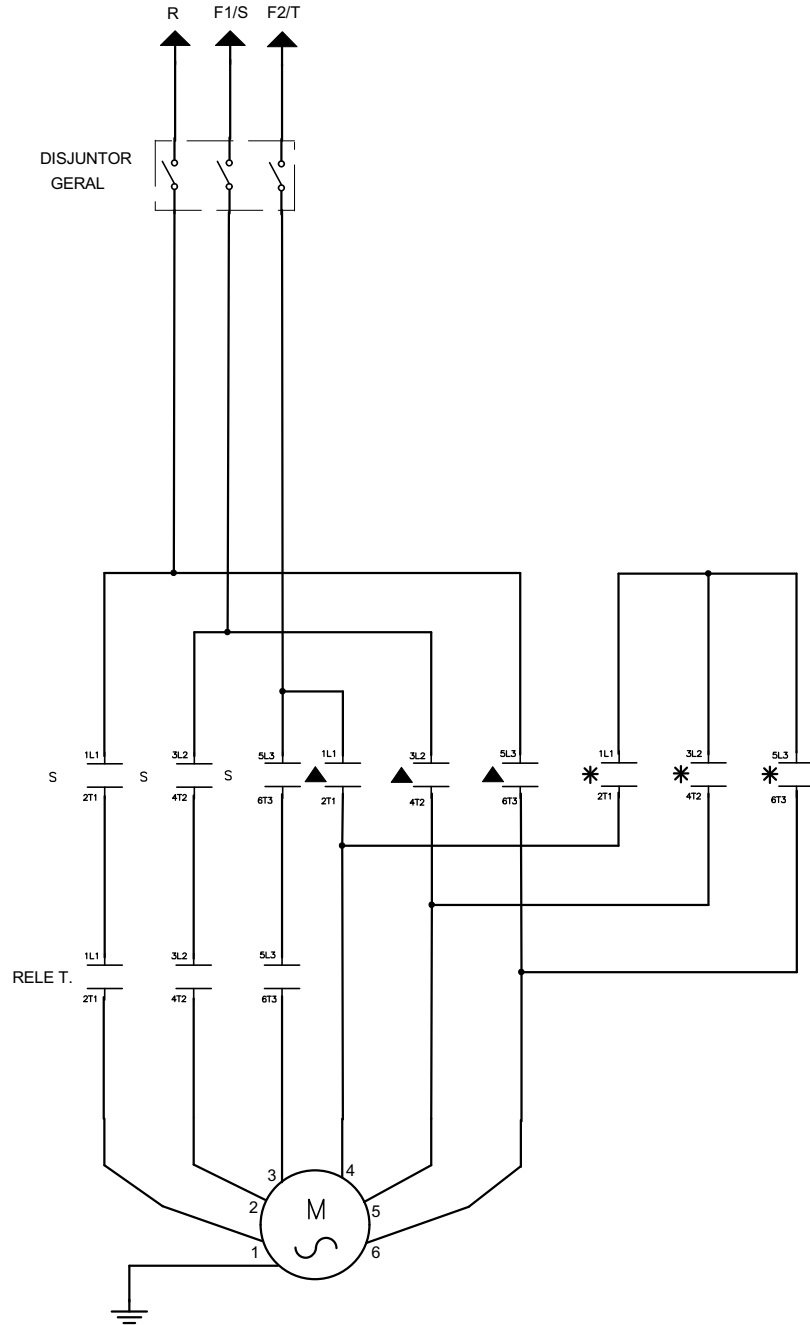 R F1/S F2/T
DISJUNTOR
GERAL
1L1 3L2 5L3 1L1 3L2 5L3 1L1 3L2 5L3
S S S
2T1 4T2 6T3 2T1 4T2 6T3 2T1 4T2 6T3
1L1 3L2 5L3
RELE T.
2T1 4T2 6T3
3 4
2 M 5
1 6